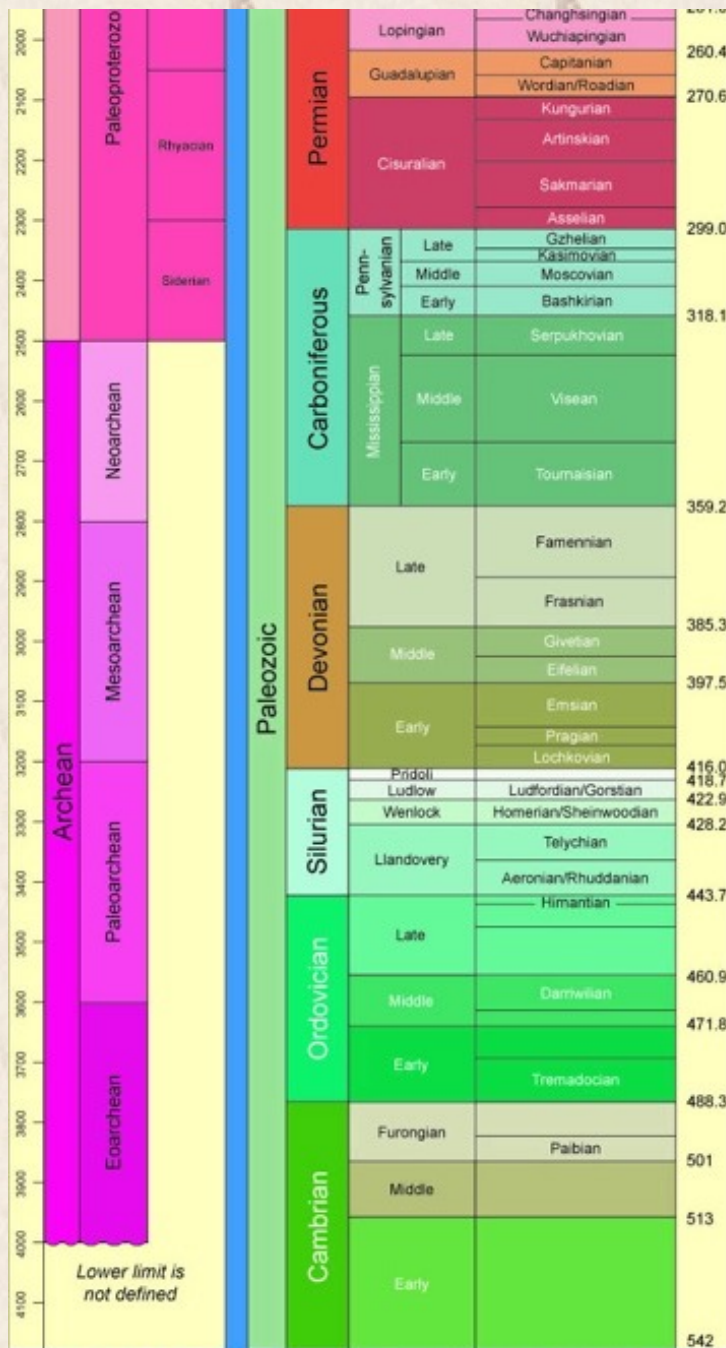 2000
2100
2200
2300
2400
2500
2600
2700
2800
2900
3000
3100
3200
3300
3400
3500
3600
3700
3800
3900
4000
4100
Archean
Paleoproterozo
Neoarchean
Mesoarchean
Paleoarchean
Eoarchean
Rhyacian
Siderian
Lower limit is
not defined
Paleozoic
Permian
Lopingian
Changhsingian
Wuchiapingian
260.4
Guadalupian
Capitanian
Wordian/Roadian
270.6
Cisuralian
Kungurian
Artinskian
Sakmarian
Asselian
299.0
Carboniferous
Penn-
sylvanian
Late
Gzhelian
Kasimovian
Middle
Moscovian
Early
Bashkirian
318.1
Mississippian
Late
Serpukhovian
Middle
Visean
Early
Tournaisian
359.2
Devonian
Late
Famennian
Frasnian
385.3
Middle
Givetian
Eifelian
397.5
Early
Emsian
Pragian
Lochkovian
416.0
Silurian
Pridoli
418.7
Ludlow
Ludfordian/Gorstian
422.9
Wenlock
Homerian/Sheinwoodian
428.2
Llandovery
Telychian
Aeronian/Rhuddanian
443.7
Ordovician
Late
Hirnantian
460.9
Middle
Darriwilian
471.8
Early
Tremadocian
488.3
Cambrian
Furongian
Paibian
501
Middle
513
Early
542